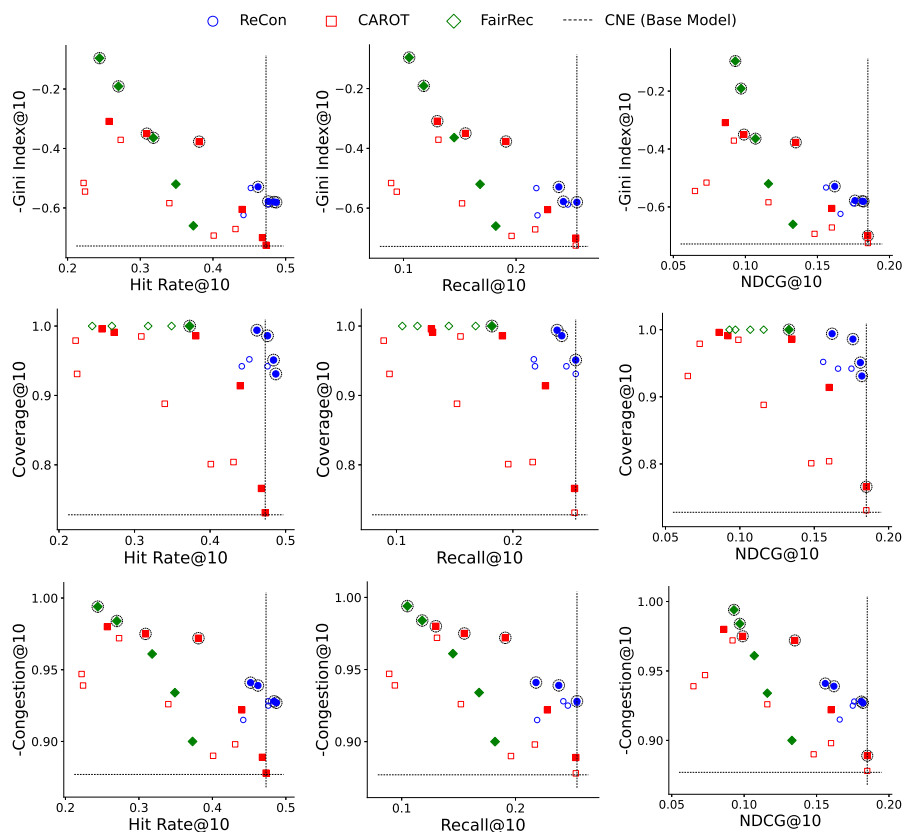 ReCon CAROT FairRec CNE (Base Model)
-Gini Index@10
−0.2
−0.4
−0.6
0.2 0.3 0.4 0.5
Hit Rate@10
-Gini Index@10
−0.2
−0.4
−0.6
0.1 0.2
Recall@10
-Gini Index@10
−0.2
−0.4
−0.6
0.05 0.10 0.15 0.20
NDCG@10
Coverage@10
1.0
0.9
0.8
0.2 0.3 0.4 0.5
Hit Rate@10
Coverage@10
1.0
0.9
0.8
0.1 0.2
Recall@10
Coverage@10
1.0
0.9
0.8
0.05 0.10 0.15 0.20
NDCG@10
-Congestion@10
1.00
0.95
0.90
0.2 0.3 0.4 0.5
Hit Rate@10
-Congestion@10
1.00
0.95
0.90
0.1 0.2
Recall@10
-Congestion@10
1.00
0.95
0.90
0.05 0.10 0.15 0.20
NDCG@10